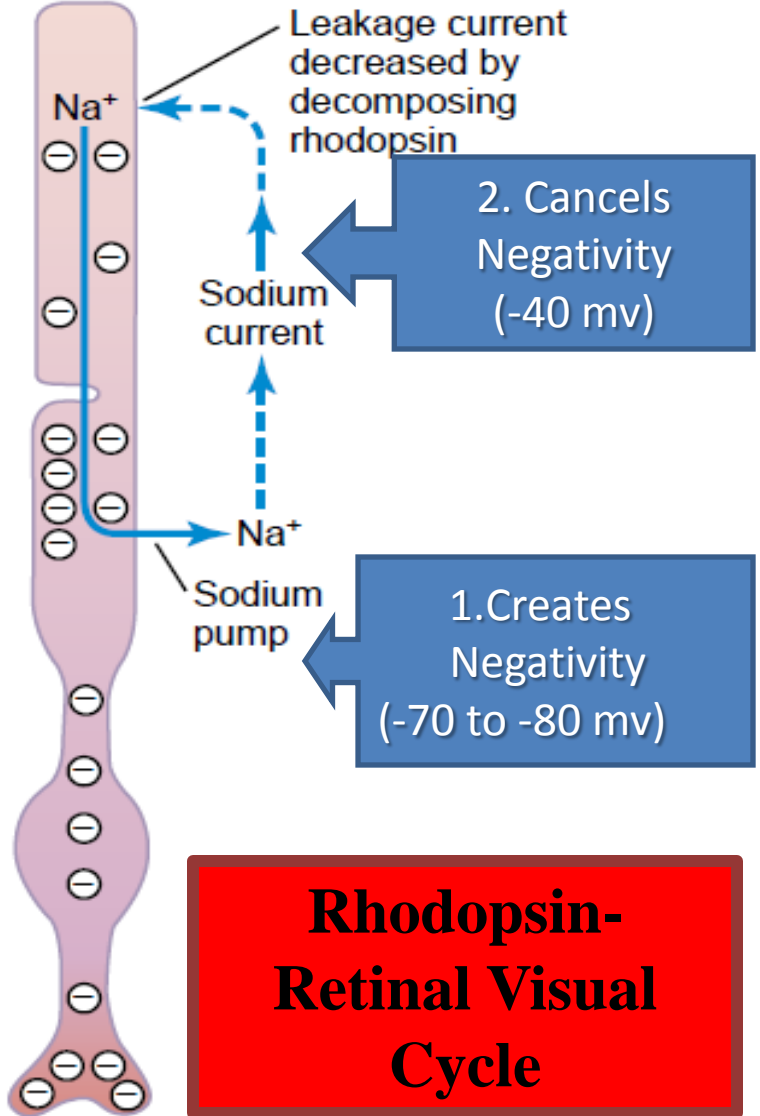 Leakage current
decreased by
decomposing
rhodopsin
Na⁺
2. Cancels
Negativity
(-40 mv)
Sodium
current
Na⁺
Sodium
pump
1.Creates
Negativity
(-70 to -80 mv)
Rhodopsin-
Retinal Visual
Cycle